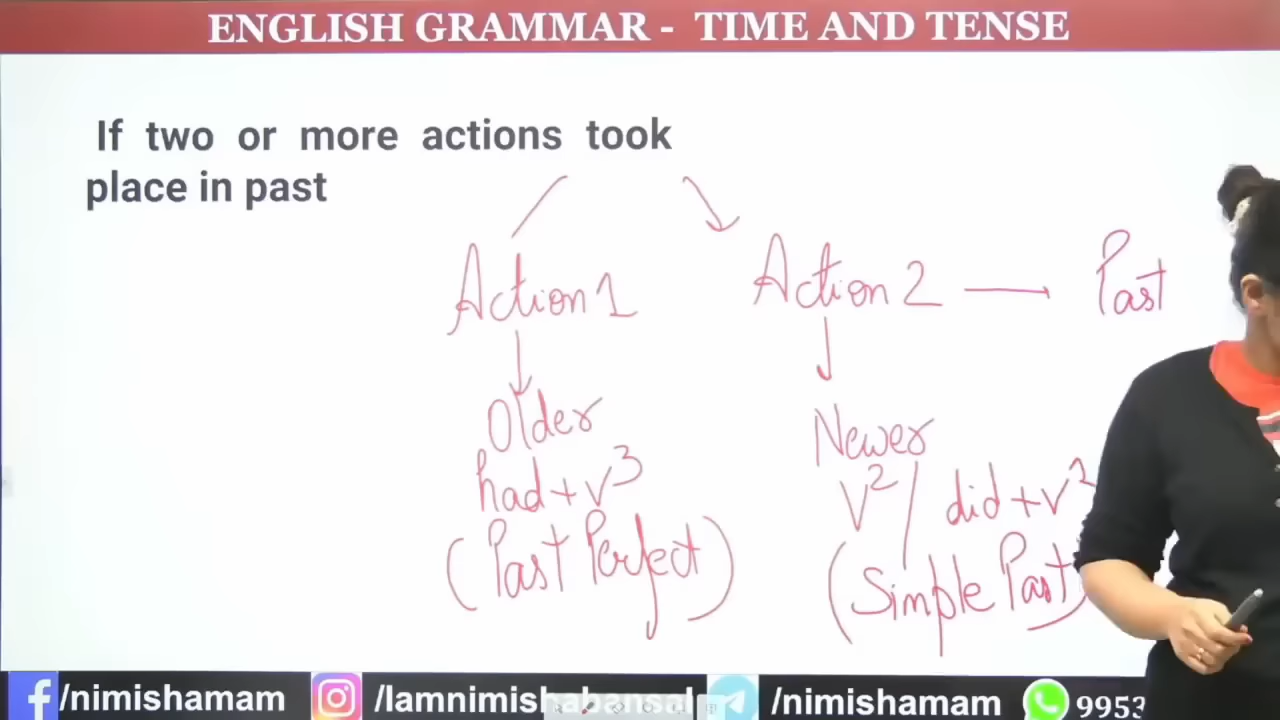 ENGLISH GRAMMAR - TIME AND TENSE
If two or more actions took
place in past
Action 1 Action 2 Past
Older Newer
had + v³ V² / did + v
(Past Perfect) (Simple Past)
/nimishamam /Iamnimishabansal /nimishamam 9953